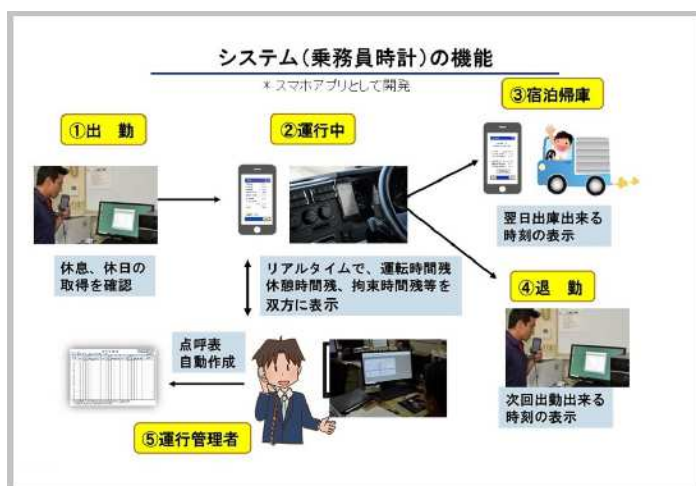 システム(乗務員時計)の機能
*スマホアプリとして開発
①出　勤
②運行中
③宿泊帰庫
休息、休日の
取得を確認
リアルタイムで、運転時間残
休憩時間残、拘束時間残等を
双方に表示
翌日出庫出来る
時刻の表示
④退　勤
点呼表
自動作成
次回出動出来る
時刻の表示
⑤運行管理者